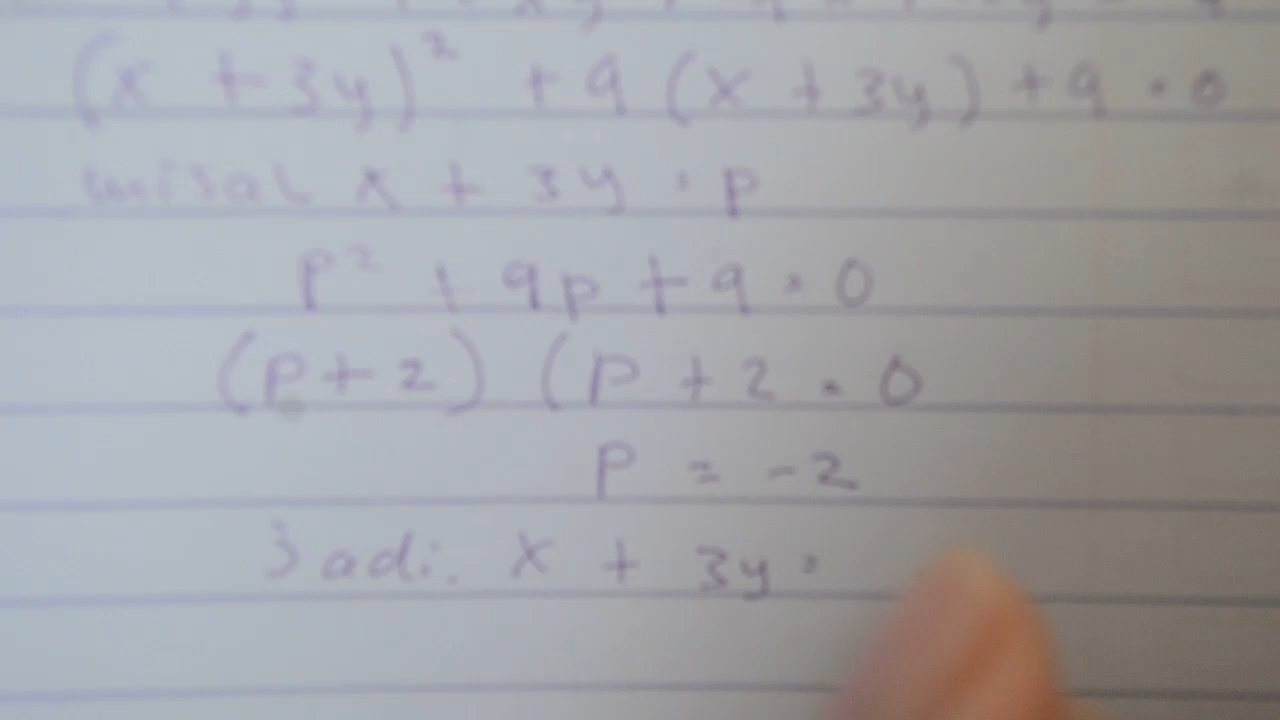 (x + 3y)² + 9 (x + 3y) + 9 = 0
misal x + 3y = p
p² + 9p + 9 = 0
(p + 2) (p + 2 = 0
p = -2
Jadi: x + 3y =